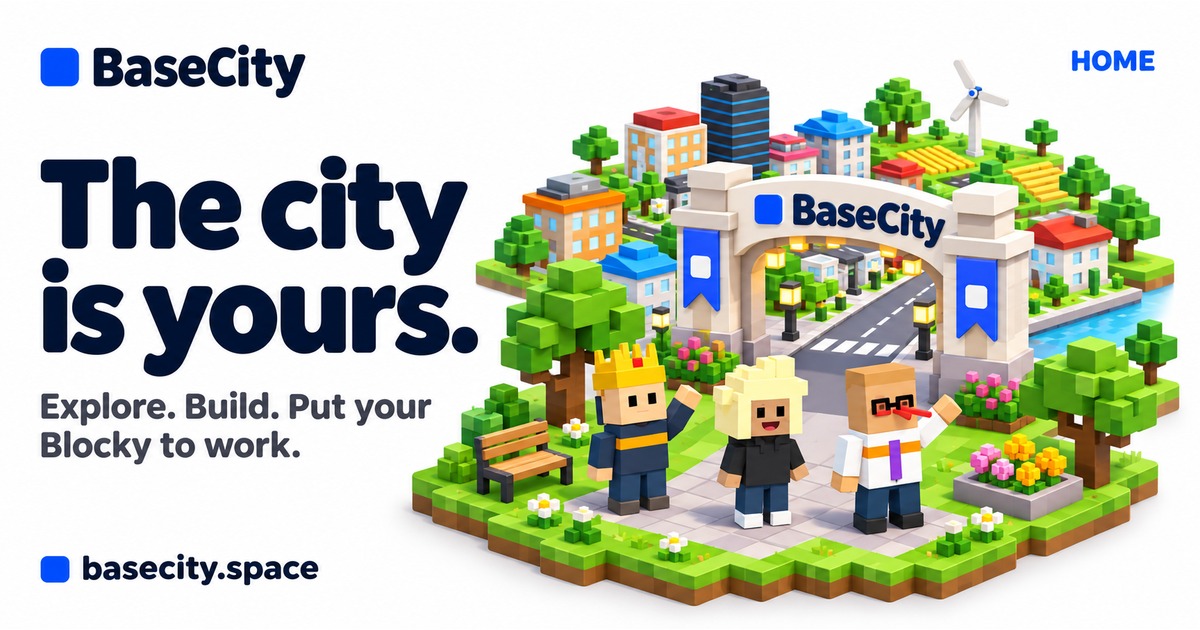 BaseCity
HOME
The city
is yours.
Explore. Build. Put your
Blocky to work.
basecity.space
BaseCity